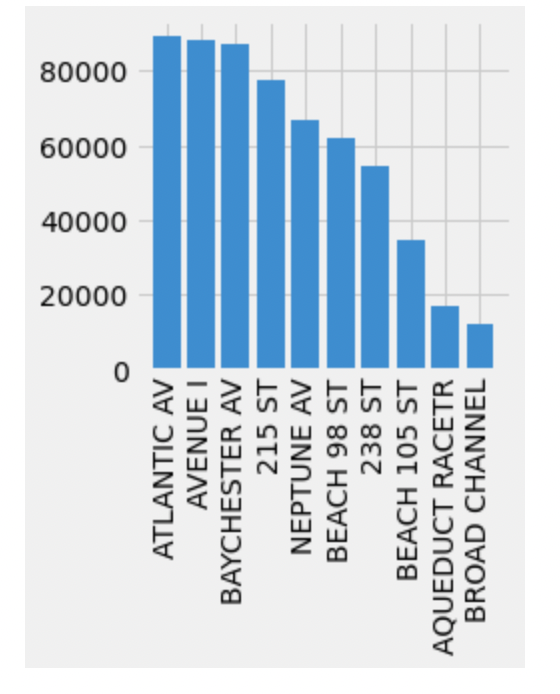 80000
60000
40000
20000
0
ATLANTIC AV
AVENUE I
BAYCHESTER AV
215 ST
NEPTUNE AV
BEACH 98 ST
238 ST
BEACH 105 ST
AQUEDUCT RACETR
BROAD CHANNEL